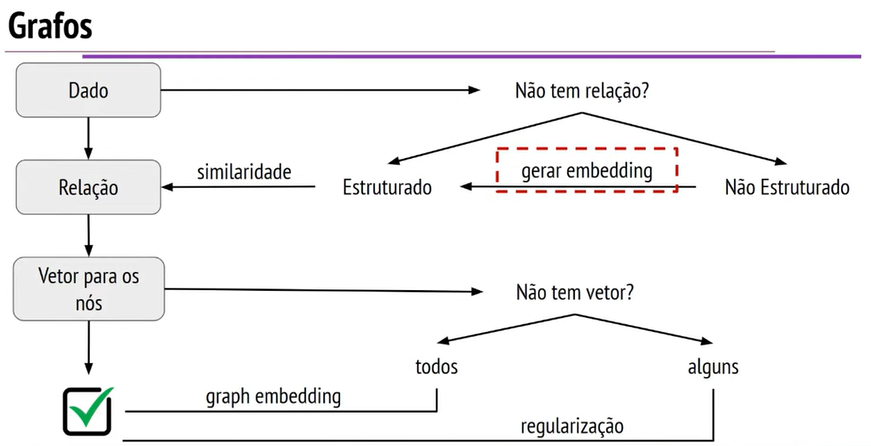 Grafos
Dado
Não tem relação?
similaridade
gerar embedding
Relação
Estruturado
Não Estruturado
Vetor para os
nós
Não tem vetor?
todos
alguns
graph embedding
regularização